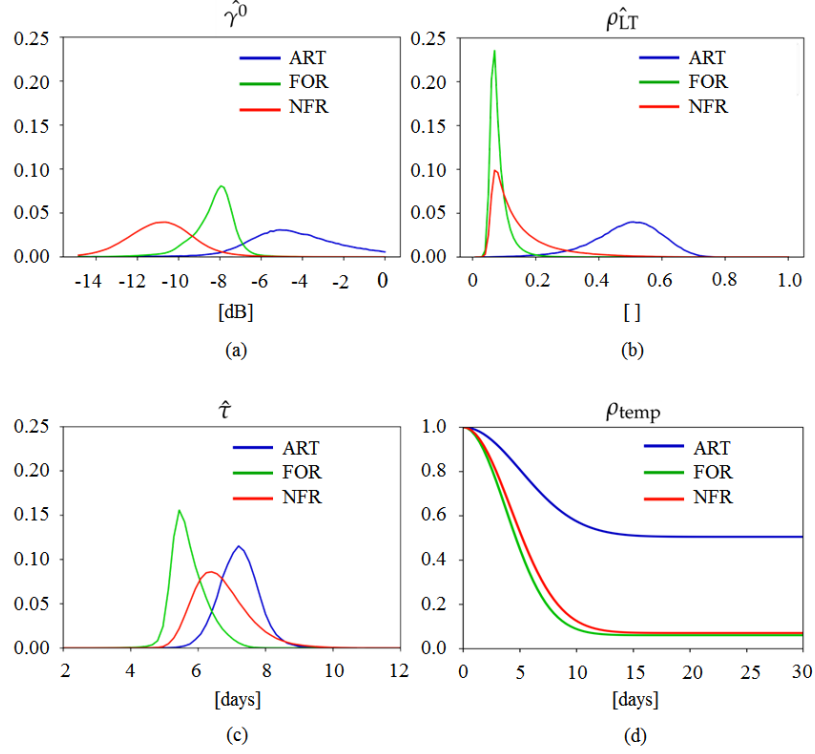 γ̂⁰
0.25
0.20
0.15
0.10
0.05
0.00
ART
FOR
NFR
-14 -12 -10 -8 -6 -4 -2 0
[dB]
(a)
ρ̂LT
0.25
0.20
0.15
0.10
0.05
0.00
ART
FOR
NFR
0 0.2 0.4 0.6 0.8 1.0
[ ]
(b)
τ̂
0.25
0.20
0.15
0.10
0.05
0.00
ART
FOR
NFR
2 4 6 8 10 12
[days]
(c)
ρtemp
1.0
0.8
0.6
0.4
0.2
0.0
ART
FOR
NFR
0 5 10 15 20 25 30
[days]
(d)